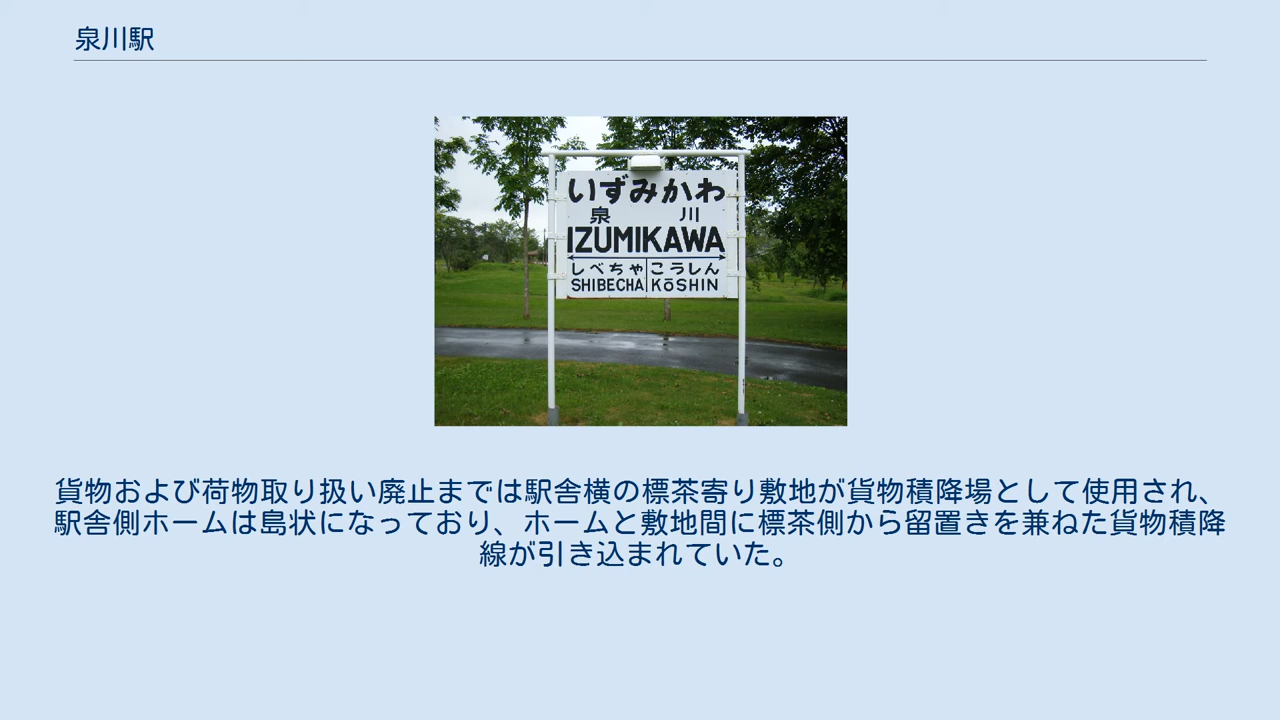 泉川駅
いずみかわ
泉 川
IZUMIKAWA
しべちゃ こうしん
SHIBECHA KōSHIN
貨物および荷物取り扱い廃止までは駅舎横の標茶寄り敷地が貨物積降場として使用され、
駅舎側ホームは島状になっており、ホームと敷地間に標茶側から留置きを兼ねた貨物積降
線が引き込まれていた。